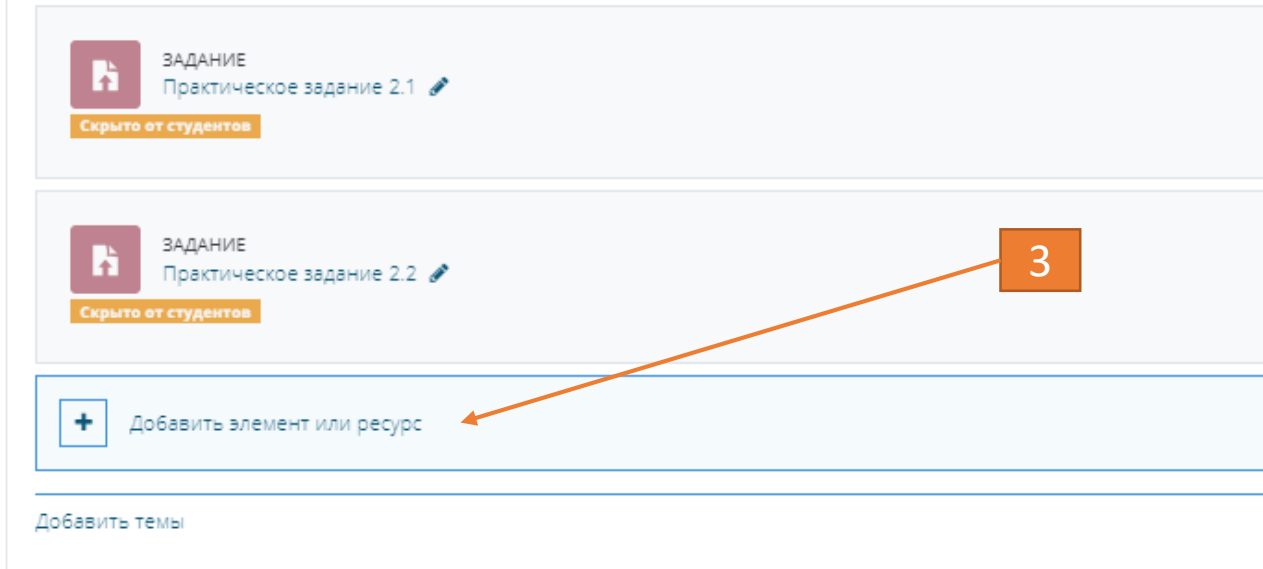 ЗАДАНИЕ
Практическое задание 2.1
Скрыто от студентов
ЗАДАНИЕ
Практическое задание 2.2
Скрыто от студентов
3
Добавить элемент или ресурс
Добавить темы